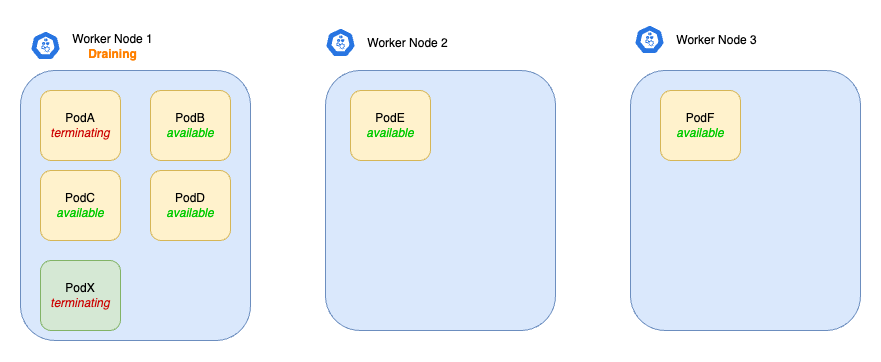 Worker Node 1
Draining
Worker Node 2
Worker Node 3
PodA
terminating
PodB
available
PodC
available
PodD
available
PodX
terminating
PodE
available
PodF
available